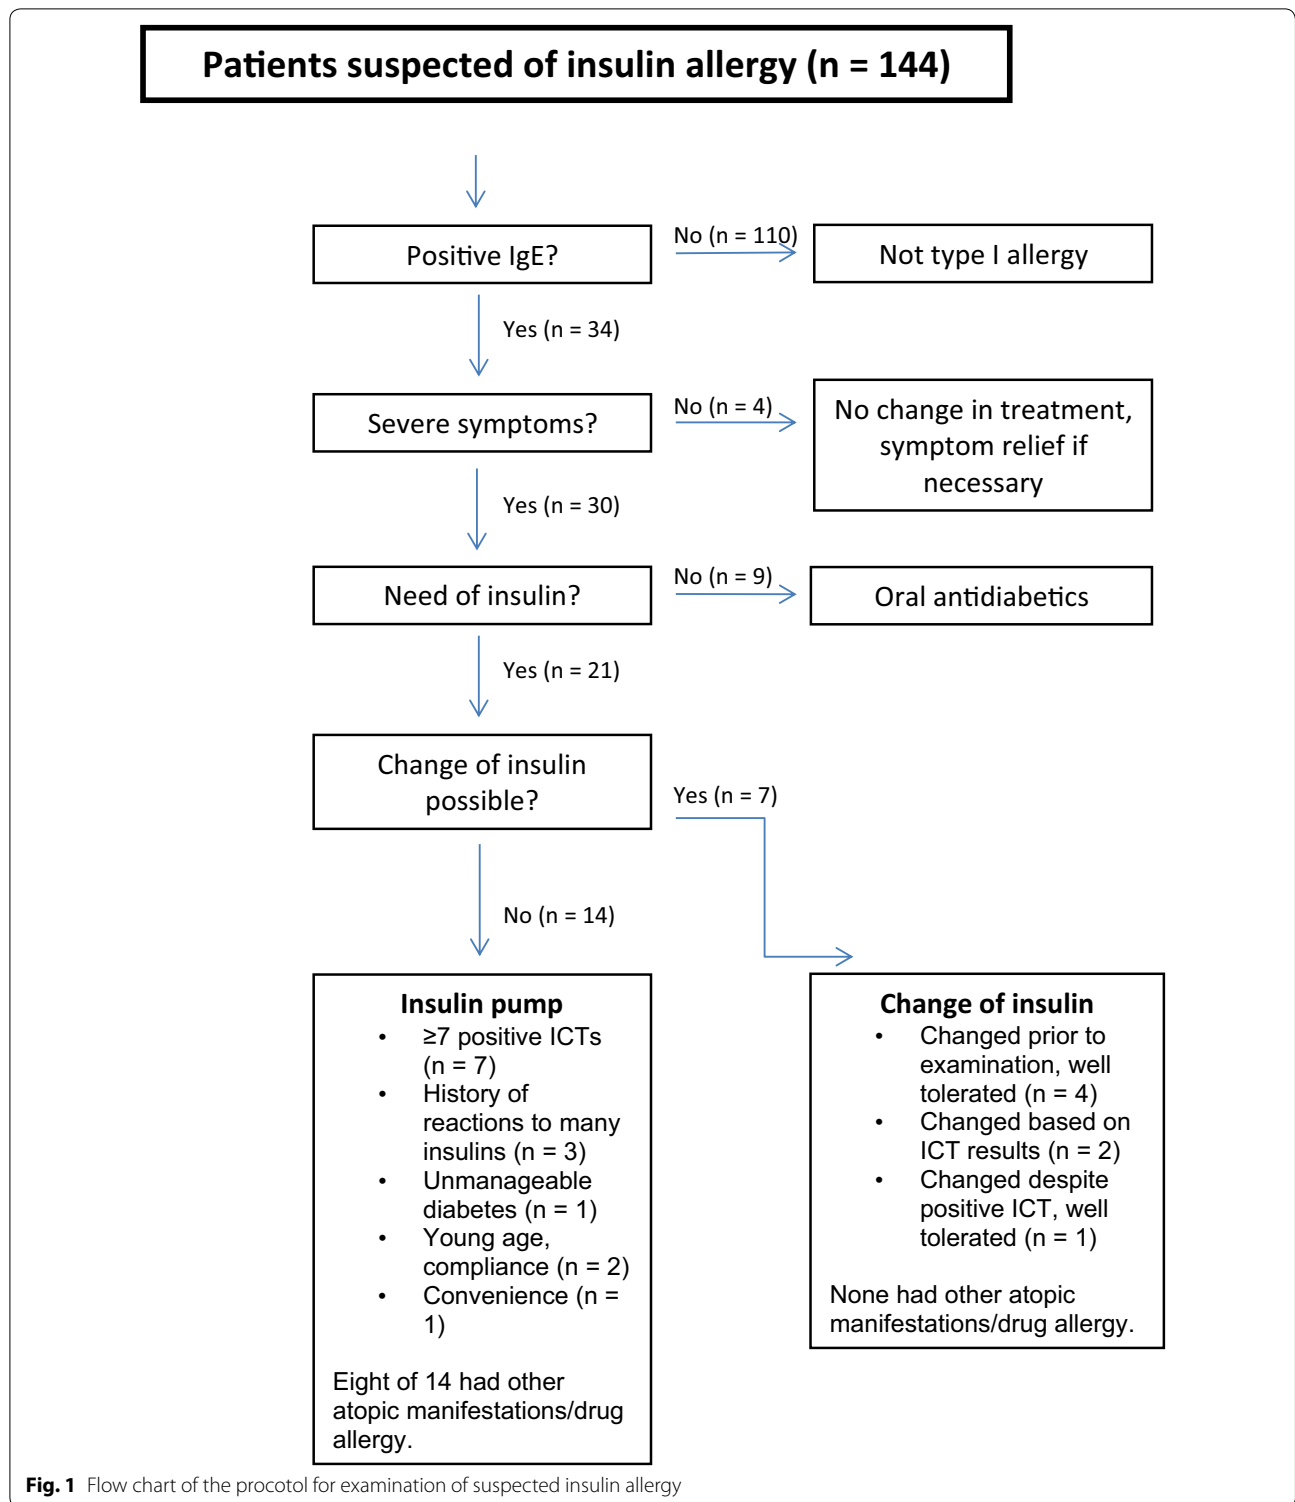 Patients suspected of insulin allergy (n = 144)
Positive IgE?
No (n = 110)
Not type I allergy
Yes (n = 34)
Severe symptoms?
No (n = 4)
No change in treatment,
symptom relief if
necessary
Yes (n = 30)
Need of insulin?
No (n = 9)
Oral antidiabetics
Yes (n = 21)
Change of insulin
possible?
Yes (n = 7)
No (n = 14)
Insulin pump
• ≥7 positive ICTs
(n = 7)
• History of
reactions to many
insulins (n = 3)
• Unmanageable
diabetes (n = 1)
• Young age,
compliance (n = 2)
• Convenience (n =
1)
Eight of 14 had other
atopic manifestations/drug
allergy.
Change of insulin
• Changed prior to
examination, well
tolerated (n = 4)
• Changed based on
ICT results (n = 2)
• Changed despite
positive ICT, well
tolerated (n = 1)
None had other atopic
manifestations/drug allergy.
Fig. 1 Flow chart of the procotol for examination of suspected insulin allergy